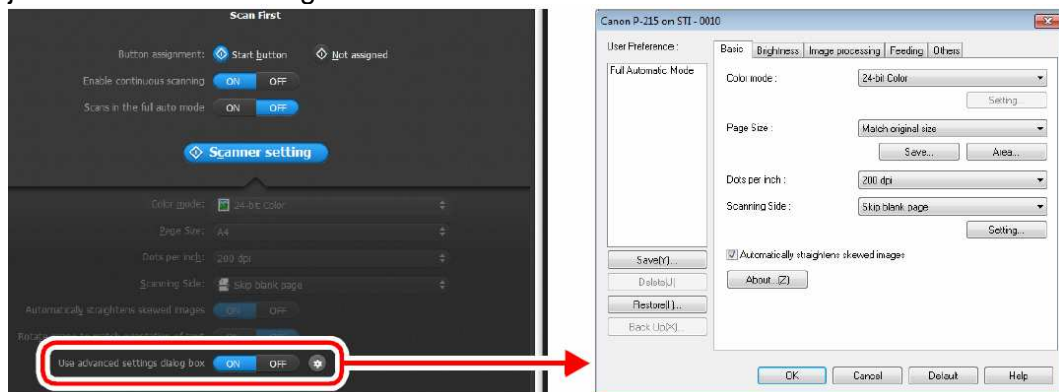 Scan First
Button assignment: Start button Not assigned
Enable continuous scanning ON OFF
Scans in the full auto mode ON OFF
Scanner setting
Color mode: 24-bit Color
Page Size: A4
Dots per inch: 200 dpi
Scanning Side: Skip blank page
Automatically straightens skewed images ON OFF
Use advanced settings dialog box ON OFF
Canon P-215 on STI - 0010
User Preference :
Full Automatic Mode
Save(Y)...
Delete(J)
Restore(L)...
Back Up(X)...
Basic Brightness Image processing Feeding Others
Color mode : 24-bit Color
Setting...
Page Size : Match original size
Save... Area...
Dots per inch : 200 dpi
Scanning Side : Skip blank page
Setting...
Automatically straightens skewed images
About...(Z)
OK Cancel Default Help